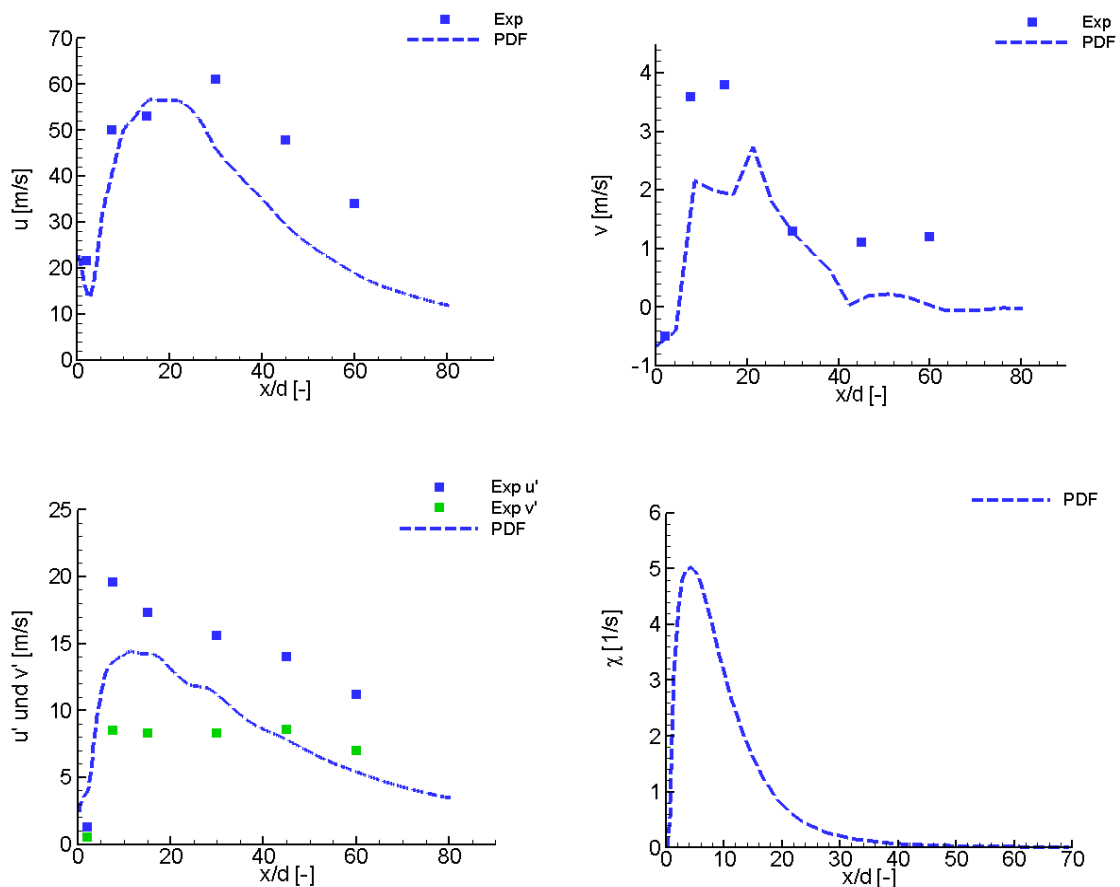 Exp
PDF
u [m/s]
70
60
50
40
30
20
10
0
0 20 40 60 80
x/d [-]
Exp
PDF
v [m/s]
4
3
2
1
0
-1
0 20 40 60 80
x/d [-]
Exp u'
Exp v'
PDF
u' und v' [m/s]
25
20
15
10
5
0
0 20 40 60 80
x/d [-]
PDF
χ [1/s]
6
5
4
3
2
1
0
0 10 20 30 40 50 60 70
x/d [-]